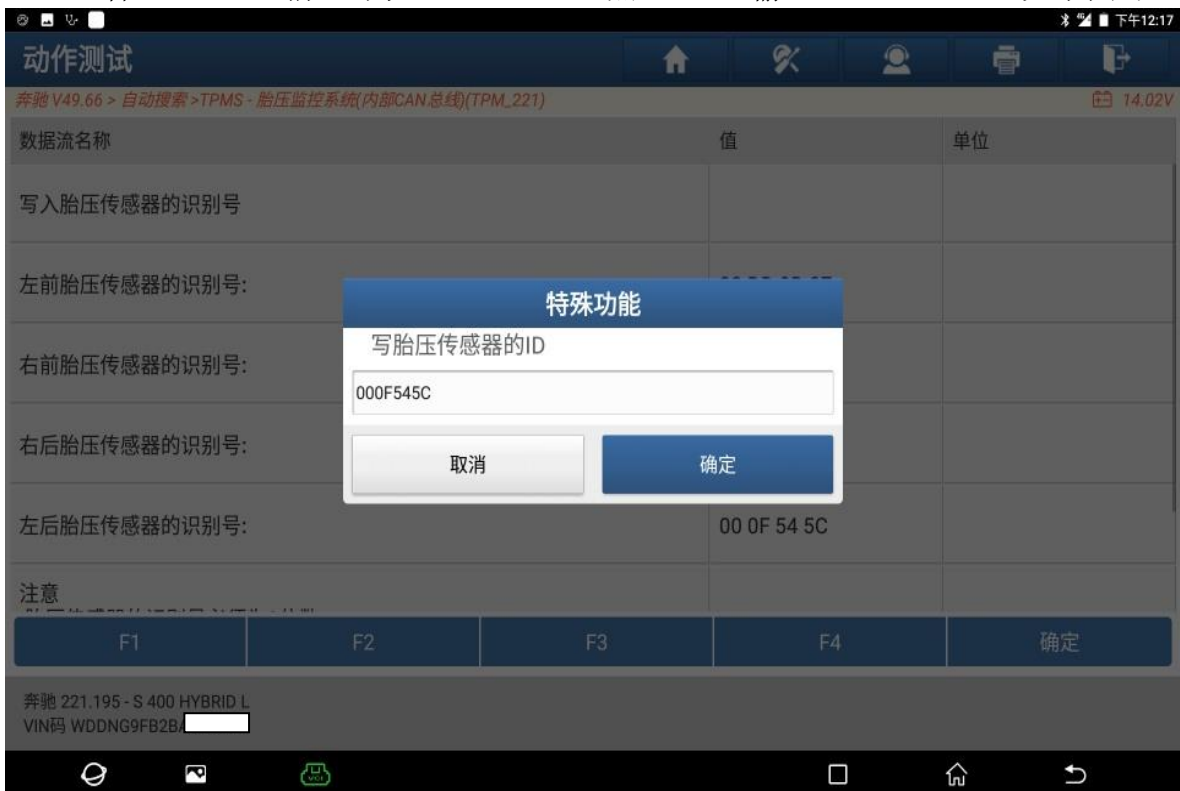 下午12:17
动作测试
奔驰 V49.66 > 自动搜索 >TPMS - 胎压监控系统(内部CAN总线)(TPM_221)
14.02V
数据流名称 值 单位
写入胎压传感器的识别号
左前胎压传感器的识别号:
特殊功能
写胎压传感器的ID
右前胎压传感器的识别号:
000F545C
右后胎压传感器的识别号:
取消 确定
左后胎压传感器的识别号: 00 0F 54 5C
注意
F1 F2 F3 F4 确定
奔驰 221.195 - S 400 HYBRID L
VIN码 WDDNG9FB2B
VCI